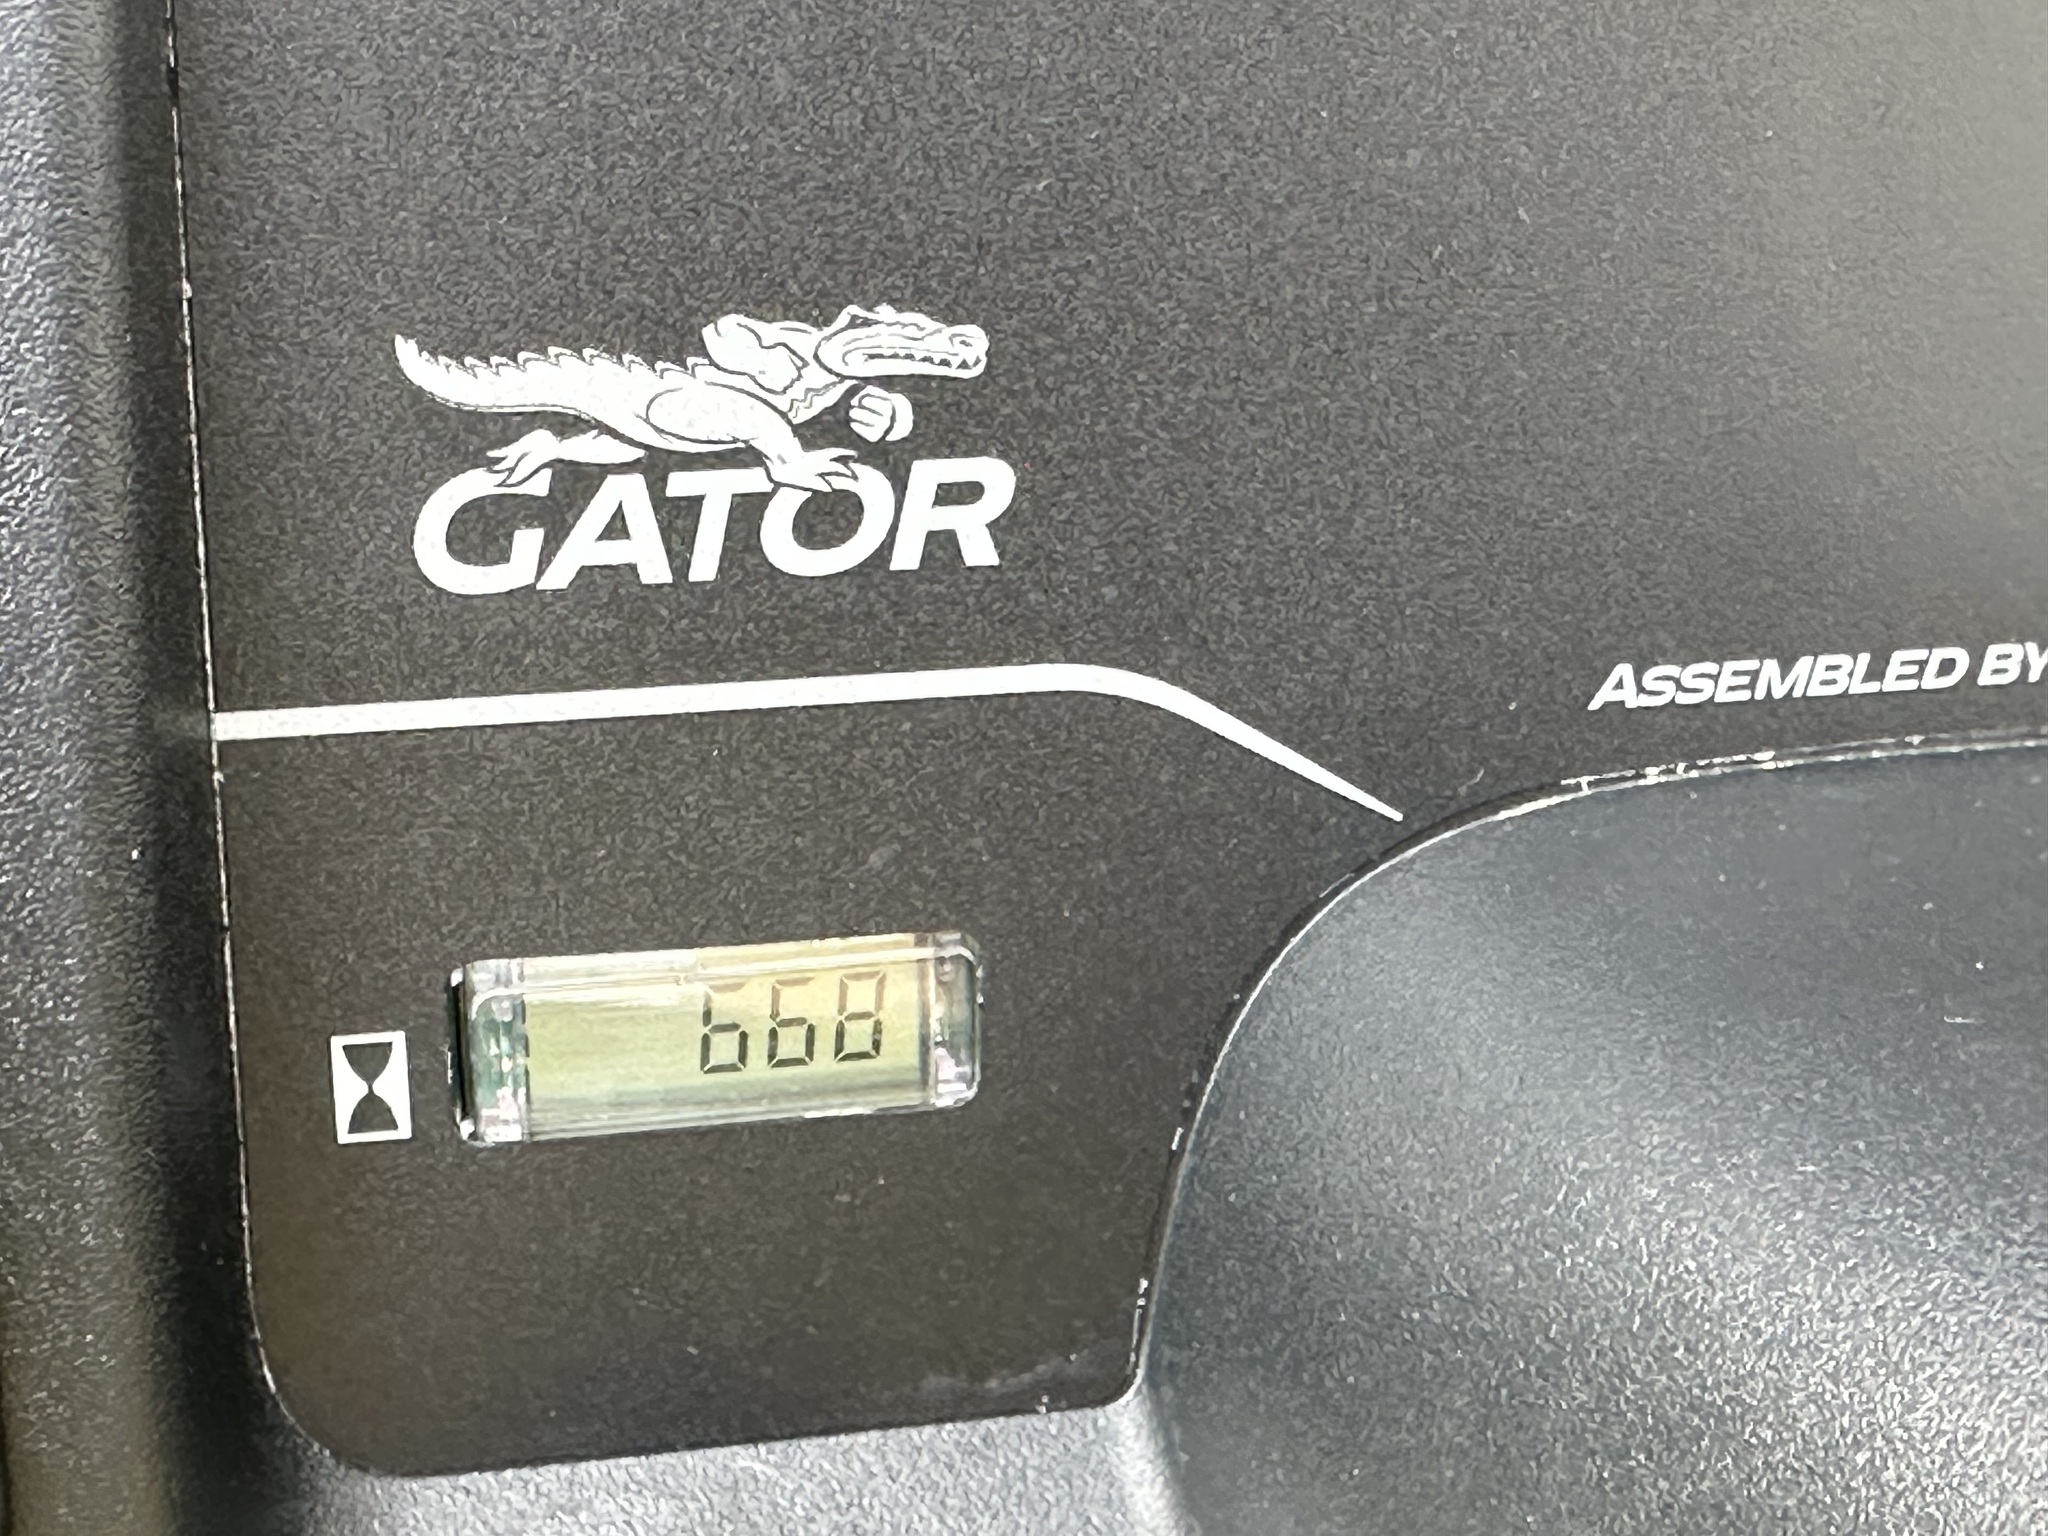 GATOR
ASSEMBLED BY
668